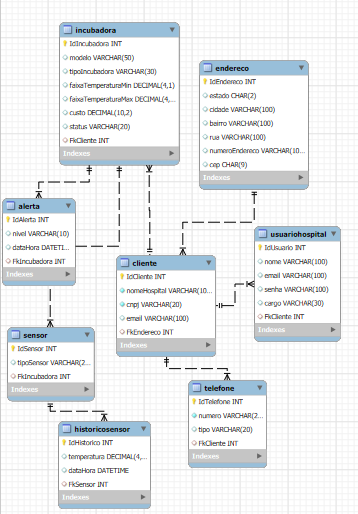 incubadora
IdIncubadora INT
modelo VARCHAR(50)
tipoIncubadora VARCHAR(30)
faixaTemperaturaMin DECIMAL(4,1)
faixaTemperaturaMax DECIMAL(4,...
custo DECIMAL(10,2)
status VARCHAR(20)
FkCliente INT
Indexes
endereco
IdEndereco INT
estado CHAR(2)
cidade VARCHAR(100)
bairro VARCHAR(100)
rua VARCHAR(100)
numeroEndereco VARCHAR(10...
cep CHAR(9)
Indexes
alerta
IdAlerta INT
nivel VARCHAR(10)
dataHora DATETI...
FkIncubadora INT
Indexes
cliente
IdCliente INT
nomeHospital VARCHAR(10...
cnpj VARCHAR(20)
email VARCHAR(100)
FkEndereco INT
Indexes
usuariohospital
IdUsuario INT
nome VARCHAR(100)
email VARCHAR(100)
senha VARCHAR(100)
cargo VARCHAR(30)
FkCliente INT
Indexes
sensor
IdSensor INT
tipoSensor VARCHAR(2...
FkIncubadora INT
Indexes
telefone
IdTelefone INT
numero VARCHAR(2...
tipo VARCHAR(20)
FkCliente INT
Indexes
historicosensor
IdHistorico INT
temperatura DECIMAL(4,...
dataHora DATETIME
FkSensor INT
Indexes